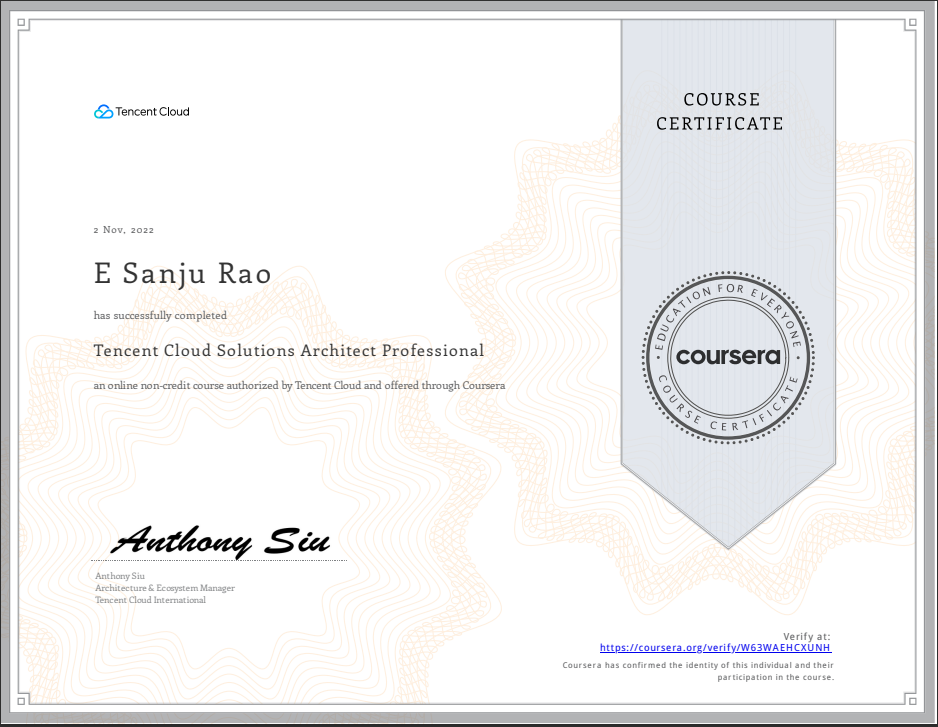 COURSE
CERTIFICATE
Tencent Cloud
2 Nov, 2022
E Sanju Rao
has successfully completed
Tencent Cloud Solutions Architect Professional
an online non-credit course authorized by Tencent Cloud and offered through Coursera
EDUCATION FOR EVERYONE
coursera
COURSE CERTIFICATE
Anthony Siu
Anthony Siu
Architecture & Ecosystem Manager
Tencent Cloud International
Verify at:
https://coursera.org/verify/W63WAEHCXUNH
Coursera has confirmed the identity of this individual and their
participation in the course.